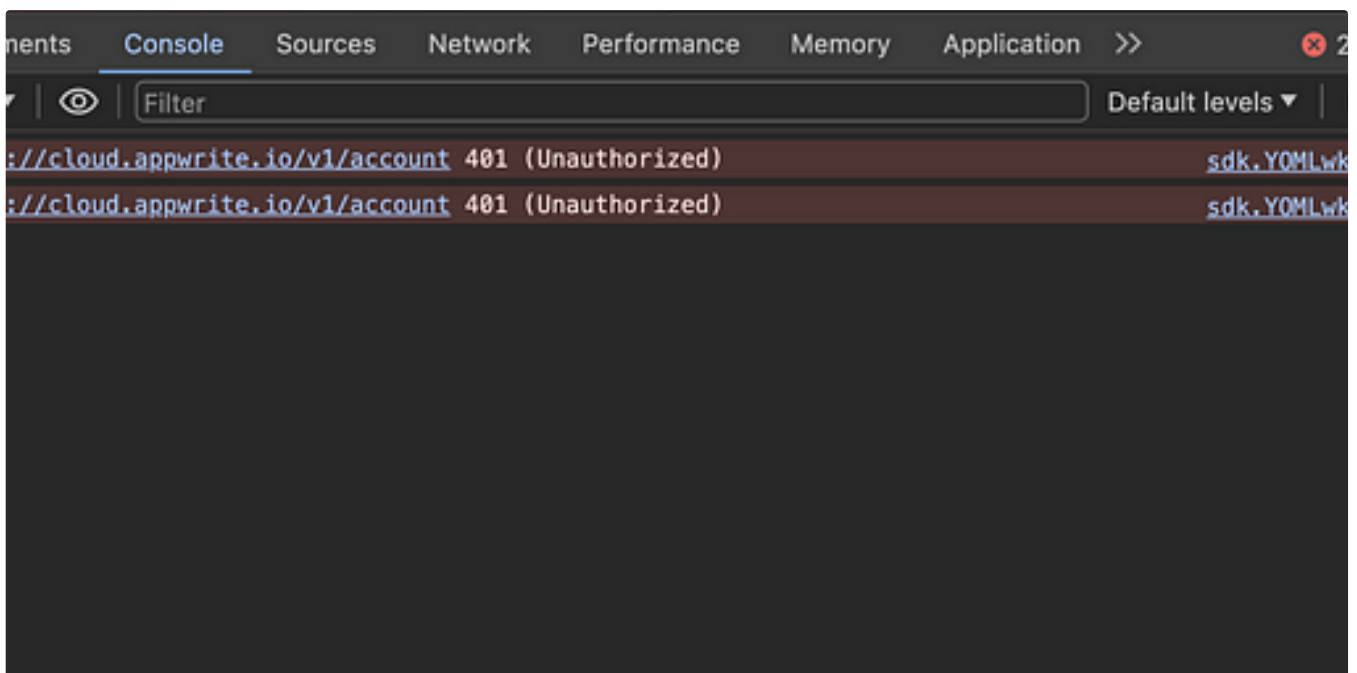 Console Sources Network Performance Memory Application >> 2
Filter Default levels ▼
://cloud.appwrite.io/v1/account 401 (Unauthorized) sdk.YOMLwk
://cloud.appwrite.io/v1/account 401 (Unauthorized) sdk.YOMLwk